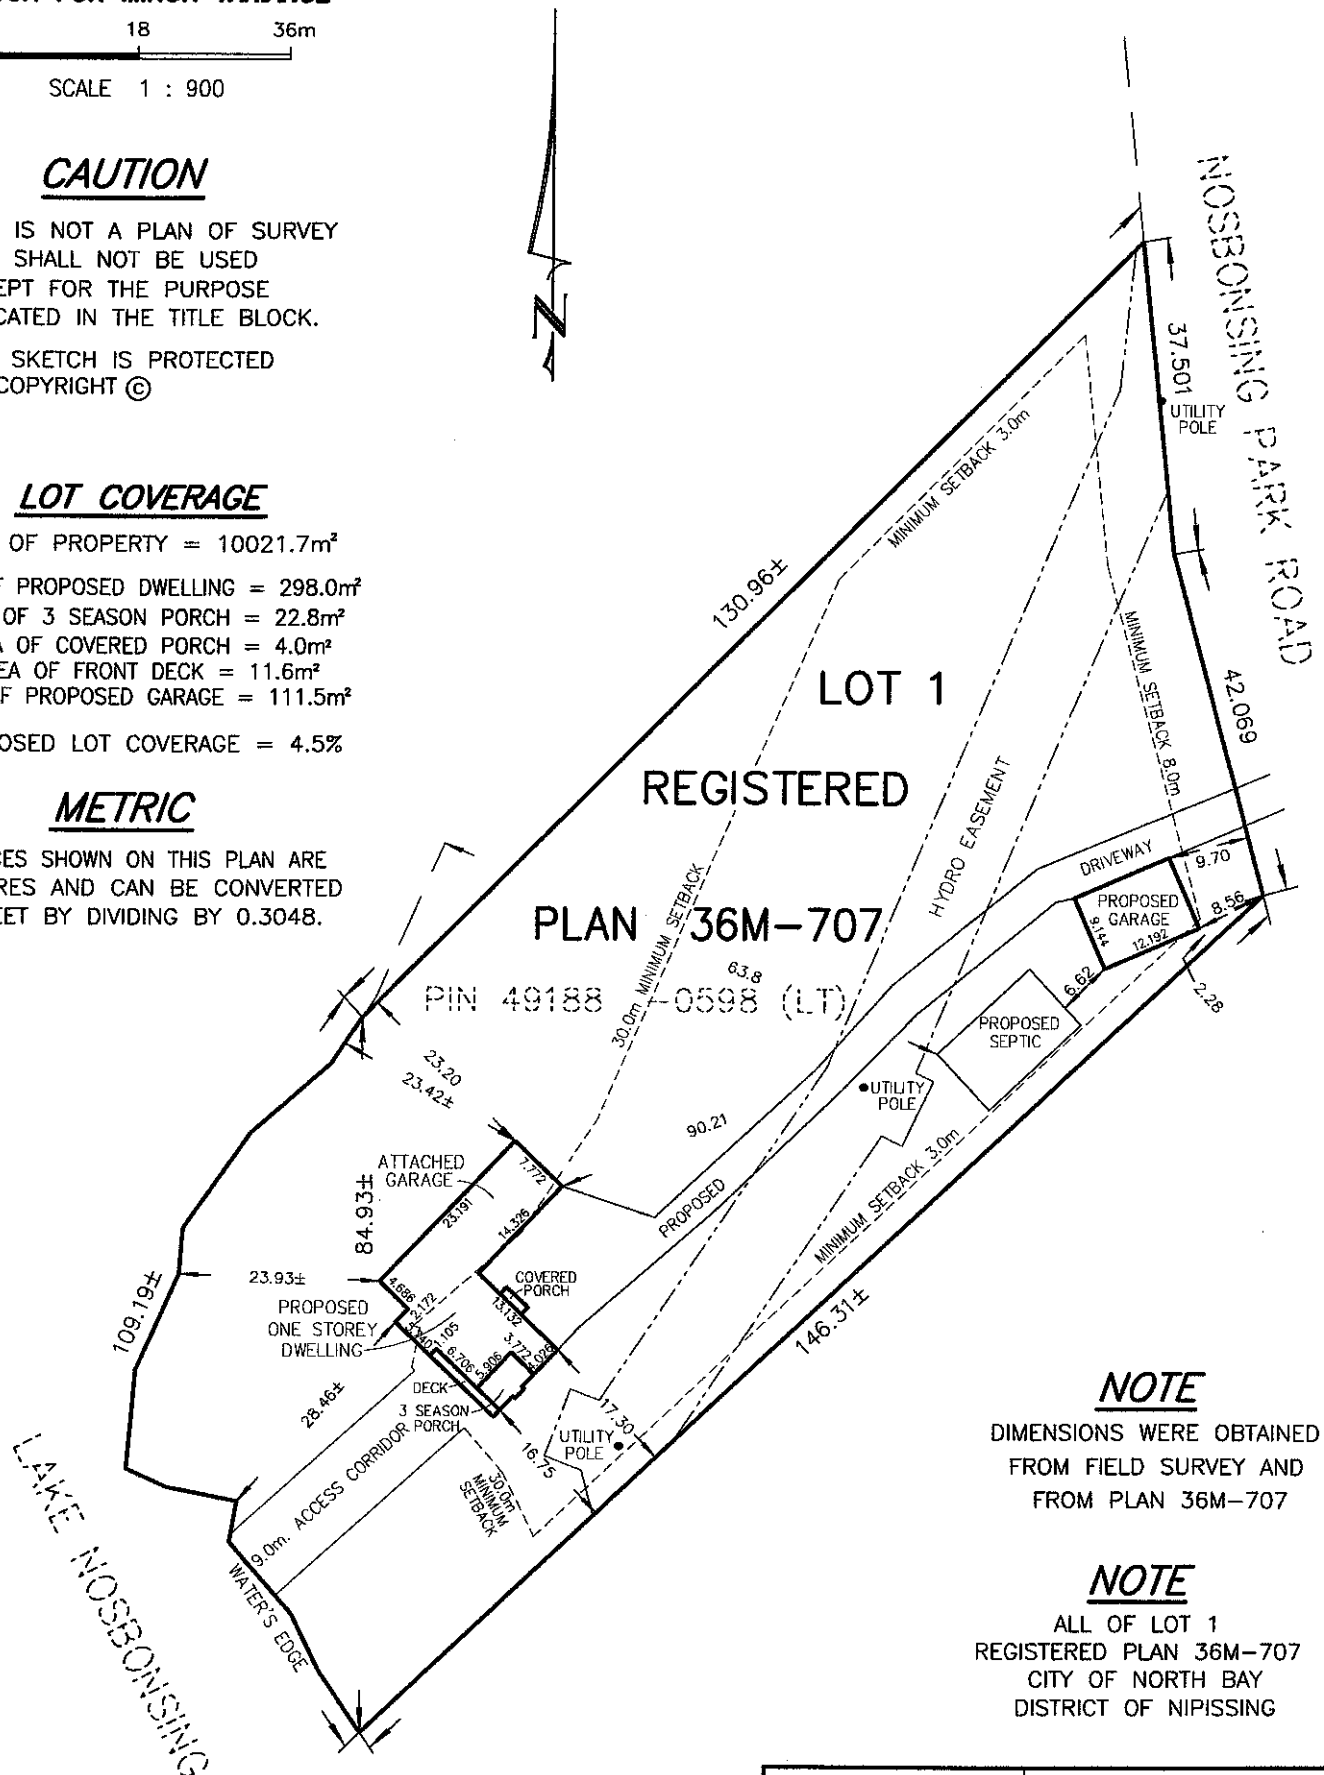 FOR MINOR VARIANCE
18 36m
SCALE 1 : 900
CAUTION
IS NOT A PLAN OF SURVEY
SHALL NOT BE USED
EPT FOR THE PURPOSE
CATED IN THE TITLE BLOCK.
SKETCH IS PROTECTED
COPYRIGHT ©
LOT COVERAGE
OF PROPERTY = 10021.7m²
F PROPOSED DWELLING = 298.0m²
OF 3 SEASON PORCH = 22.8m²
A OF COVERED PORCH = 4.0m²
EA OF FRONT DECK = 11.6m²
F PROPOSED GARAGE = 111.5m²
OSED LOT COVERAGE = 4.5%
METRIC
CES SHOWN ON THIS PLAN ARE
RES AND CAN BE CONVERTED
EET BY DIVIDING BY 0.3048.
N
NOSBONSING PARK ROAD
37.501
UTILITY
POLE
MINIMUM SETBACK 3.0m
130.96±
MINIMUM SETBACK 8.0m
42.069
LOT 1
REGISTERED
PLAN 36M-707
PIN 49188 -0598 (LT)
63.8
30.0m MINIMUM SETBACK
HYDRO EASEMENT
DRIVEWAY
9.70
PROPOSED
GARAGE
8.56
9.144
12.192
6.62
2.28
PROPOSED
SEPTIC
UTILITY
POLE
23.20
23.42±
90.21
PROPOSED
MINIMUM SETBACK 3.0m
146.31±
ATTACHED
GARAGE
7.772
23.191
14.326
84.93±
109.19±
23.93±
COVERED
PORCH
13.132
4.686
2.172
PROPOSED
ONE STOREY
DWELLING
1.105
6.706
5.906
3.772
4.026
DECK
3 SEASON
PORCH
28.46±
17.30
16.75
UTILITY
POLE
30.0m
MINIMUM
SETBACK
9.0m. ACCESS CORRIDOR
WATER'S EDGE
LAKE NOSBONSING
NOTE
DIMENSIONS WERE OBTAINED
FROM FIELD SURVEY AND
FROM PLAN 36M-707
NOTE
ALL OF LOT 1
REGISTERED PLAN 36M-707
CITY OF NORTH BAY
DISTRICT OF NIPISSING